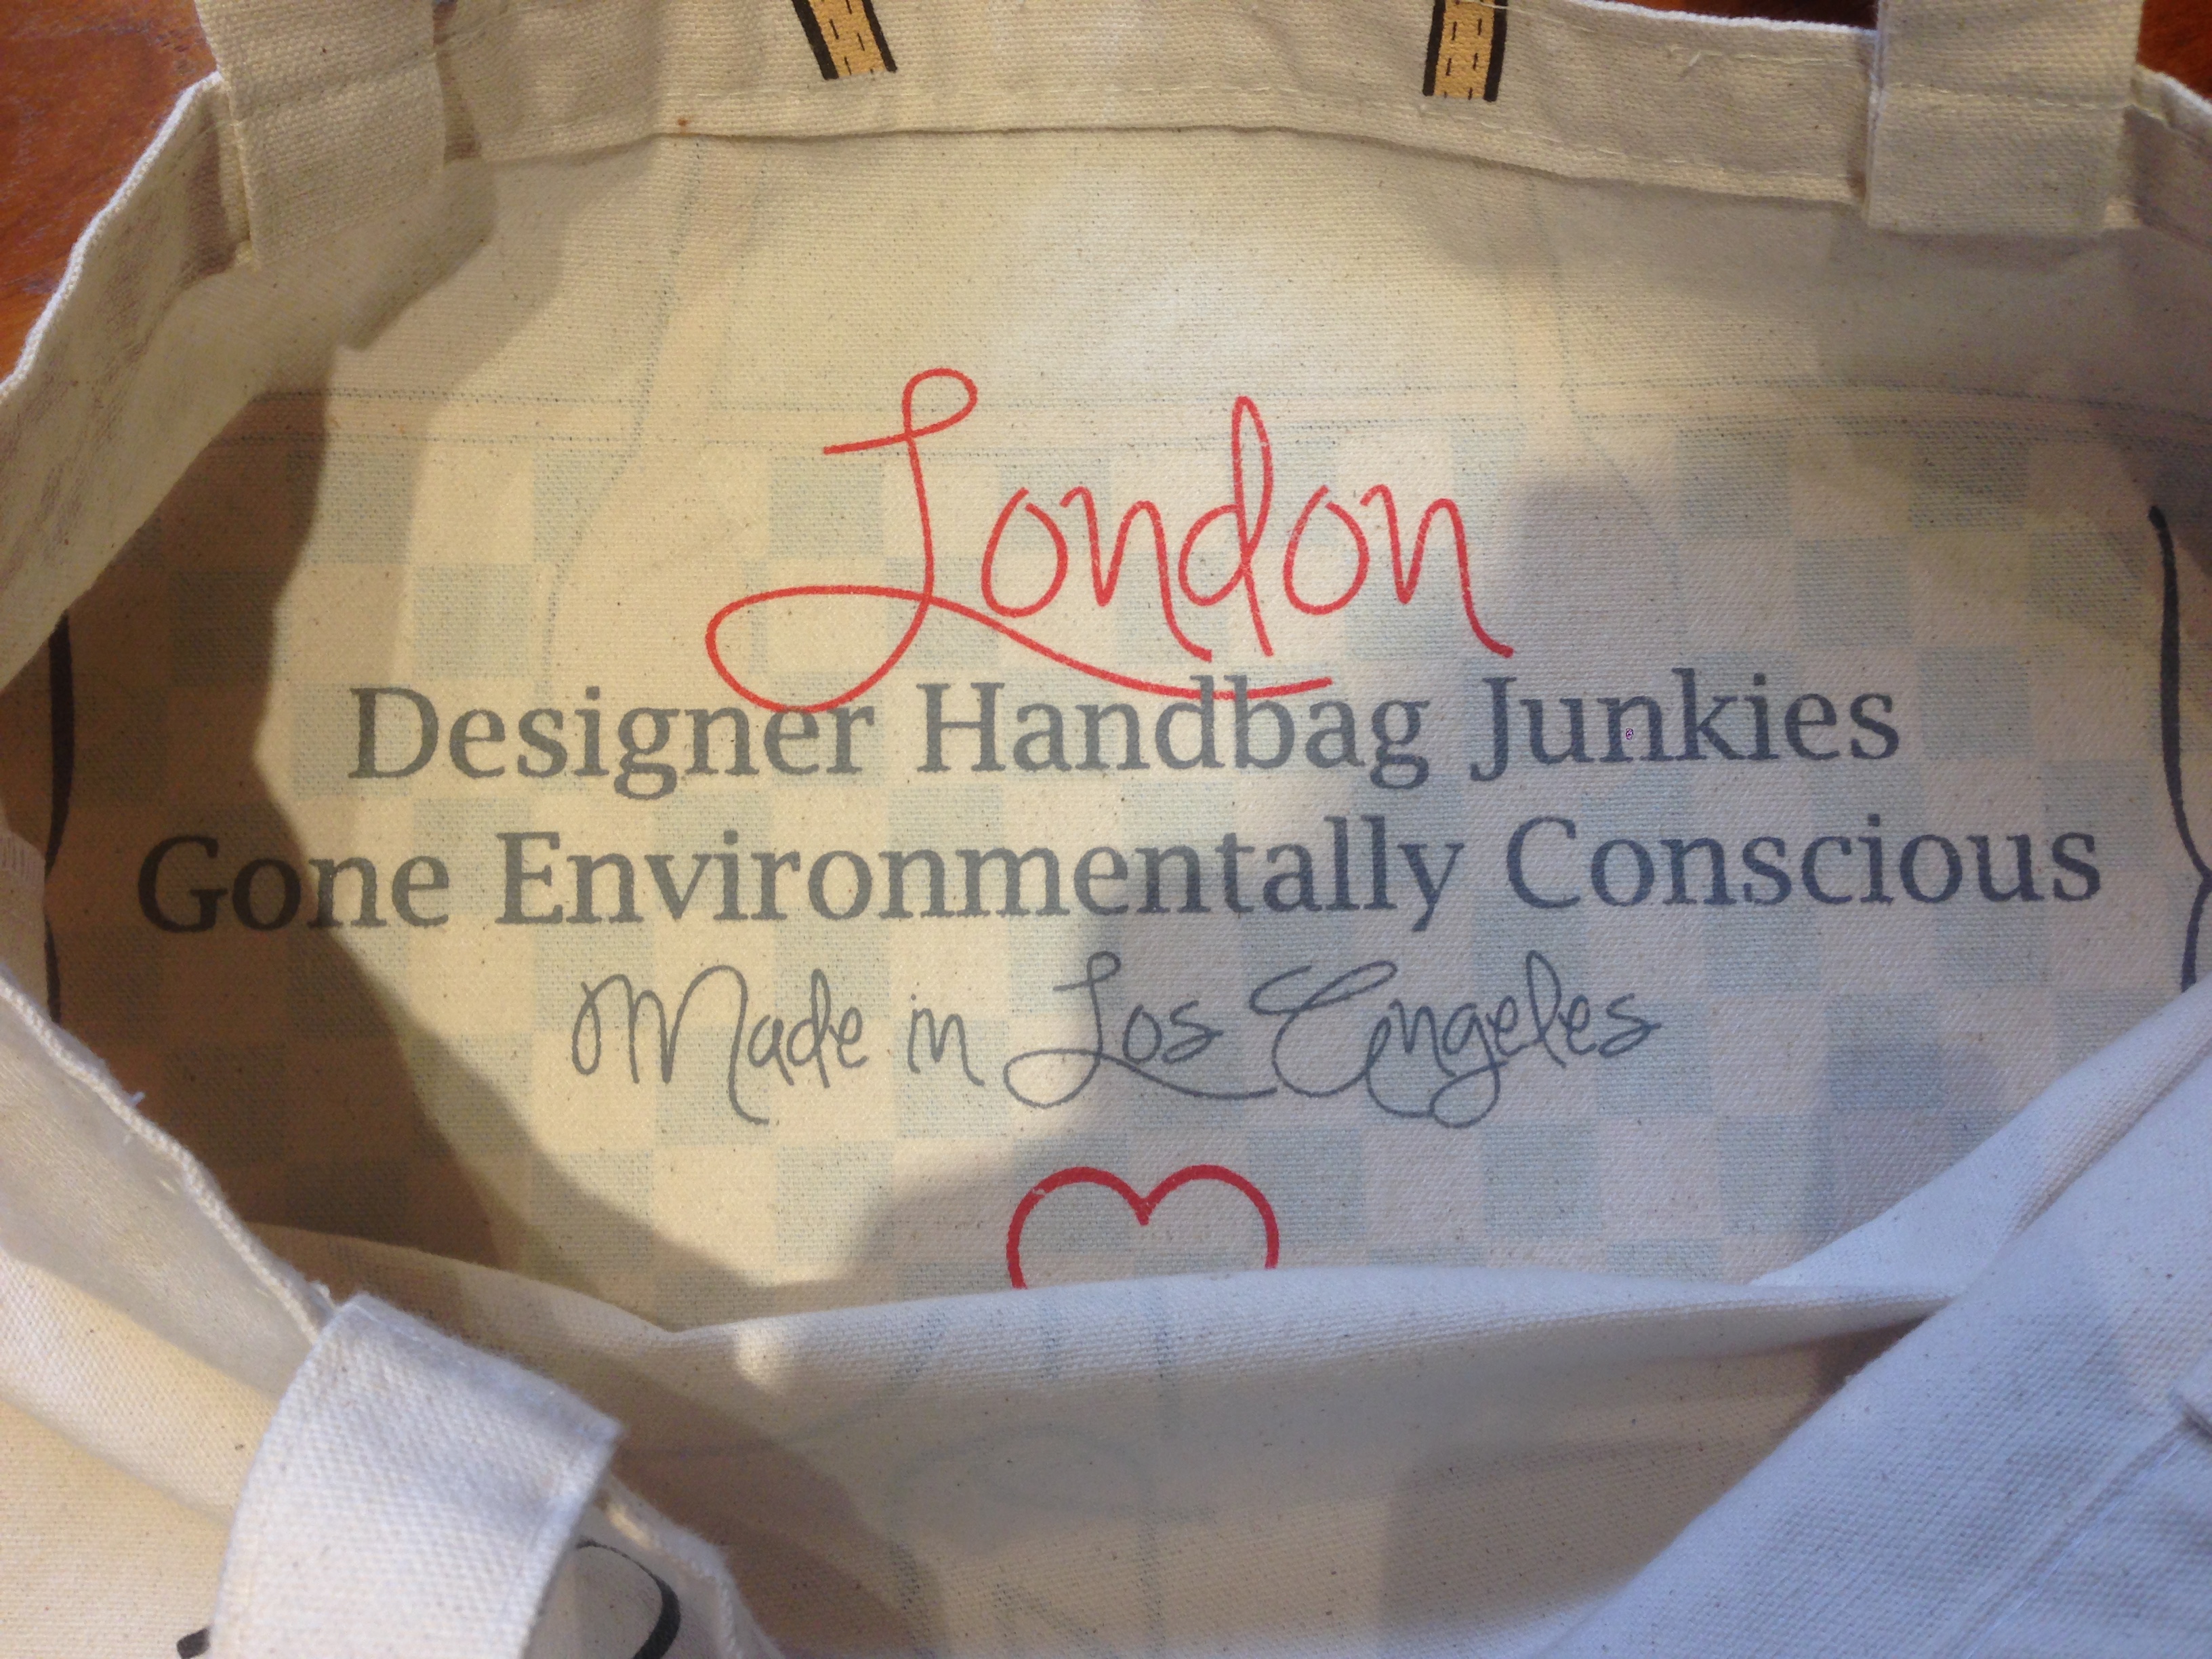 London
Designer Handbag Junkies
Gone Environmentally Conscious
Made in Los Angeles